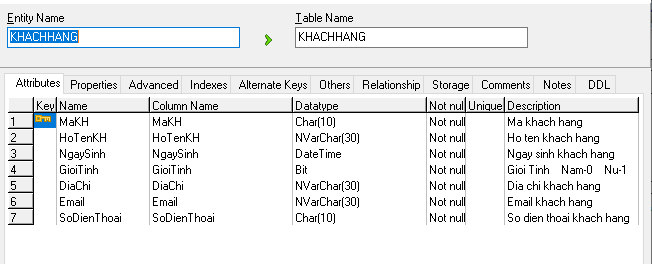 Entity Name Table Name
KHACHHANG KHACHHANG
Attributes Properties Advanced Indexes Alternate Keys Others Relationship Storage Comments Notes DDL
Key Name Column Name Datatype Not nul Unique Description
1 MaKH MaKH Char(10) Not null Ma khach hang
2 HoTenKH HoTenKH NVarChar(30) Not null Ho ten khach hang
3 NgaySinh NgaySinh DateTime Not null Ngay sinh khach hang
4 GioiTinh GioiTinh Bit Not null Gioi Tinh Nam-0 Nu-1
5 DiaChi DiaChi NVarChar(30) Not null Dia chi khach hang
6 Email Email NVarChar(30) Not null Email khach hang
7 SoDienThoai SoDienThoai Char(10) Not null So dien thoai khach hang